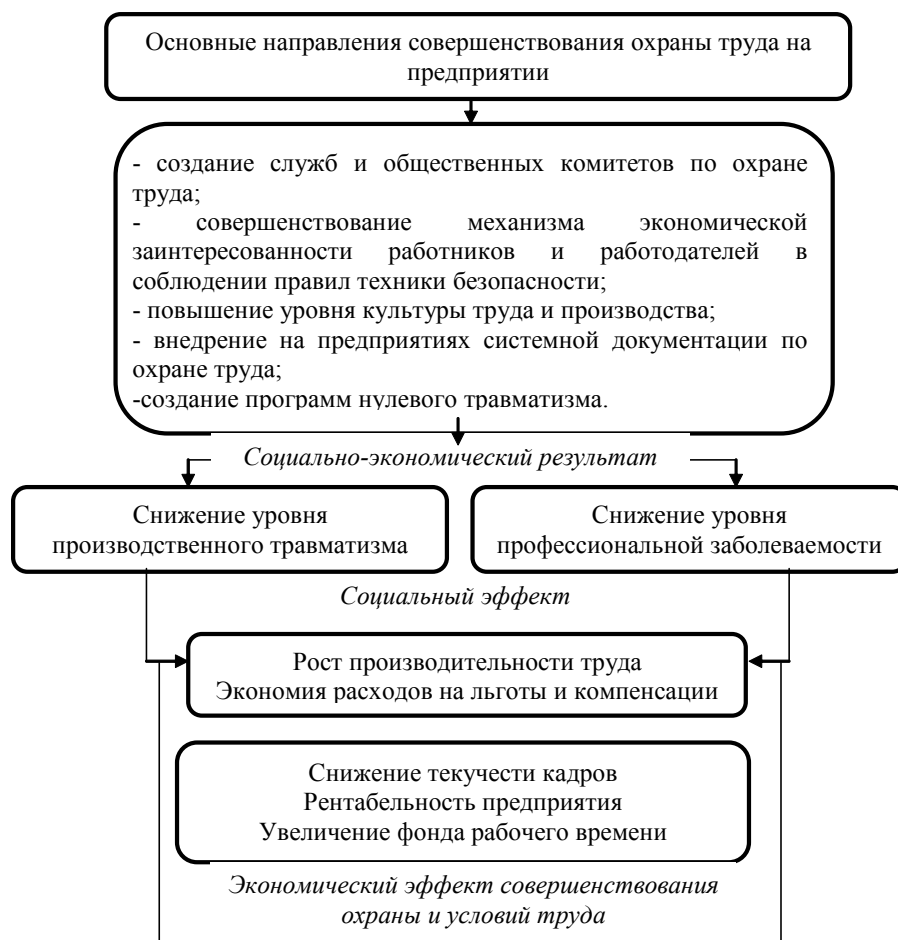 Основные направления совершенствования охраны труда на
предприятии
- создание служб и общественных комитетов по охране
труда;
- совершенствование механизма экономической
заинтересованности работников и работодателей в
соблюдении правил техники безопасности;
- повышение уровня культуры труда и производства;
- внедрение на предприятиях системной документации по
охране труда;
-создание программ нулевого травматизма.
Социально-экономический результат
Снижение уровня
производственного травматизма
Снижение уровня
профессиональной заболеваемости
Социальный эффект
Рост производительности труда
Экономия расходов на льготы и компенсации
Снижение текучести кадров
Рентабельность предприятия
Увеличение фонда рабочего времени
Экономический эффект совершенствования
охраны и условий труда